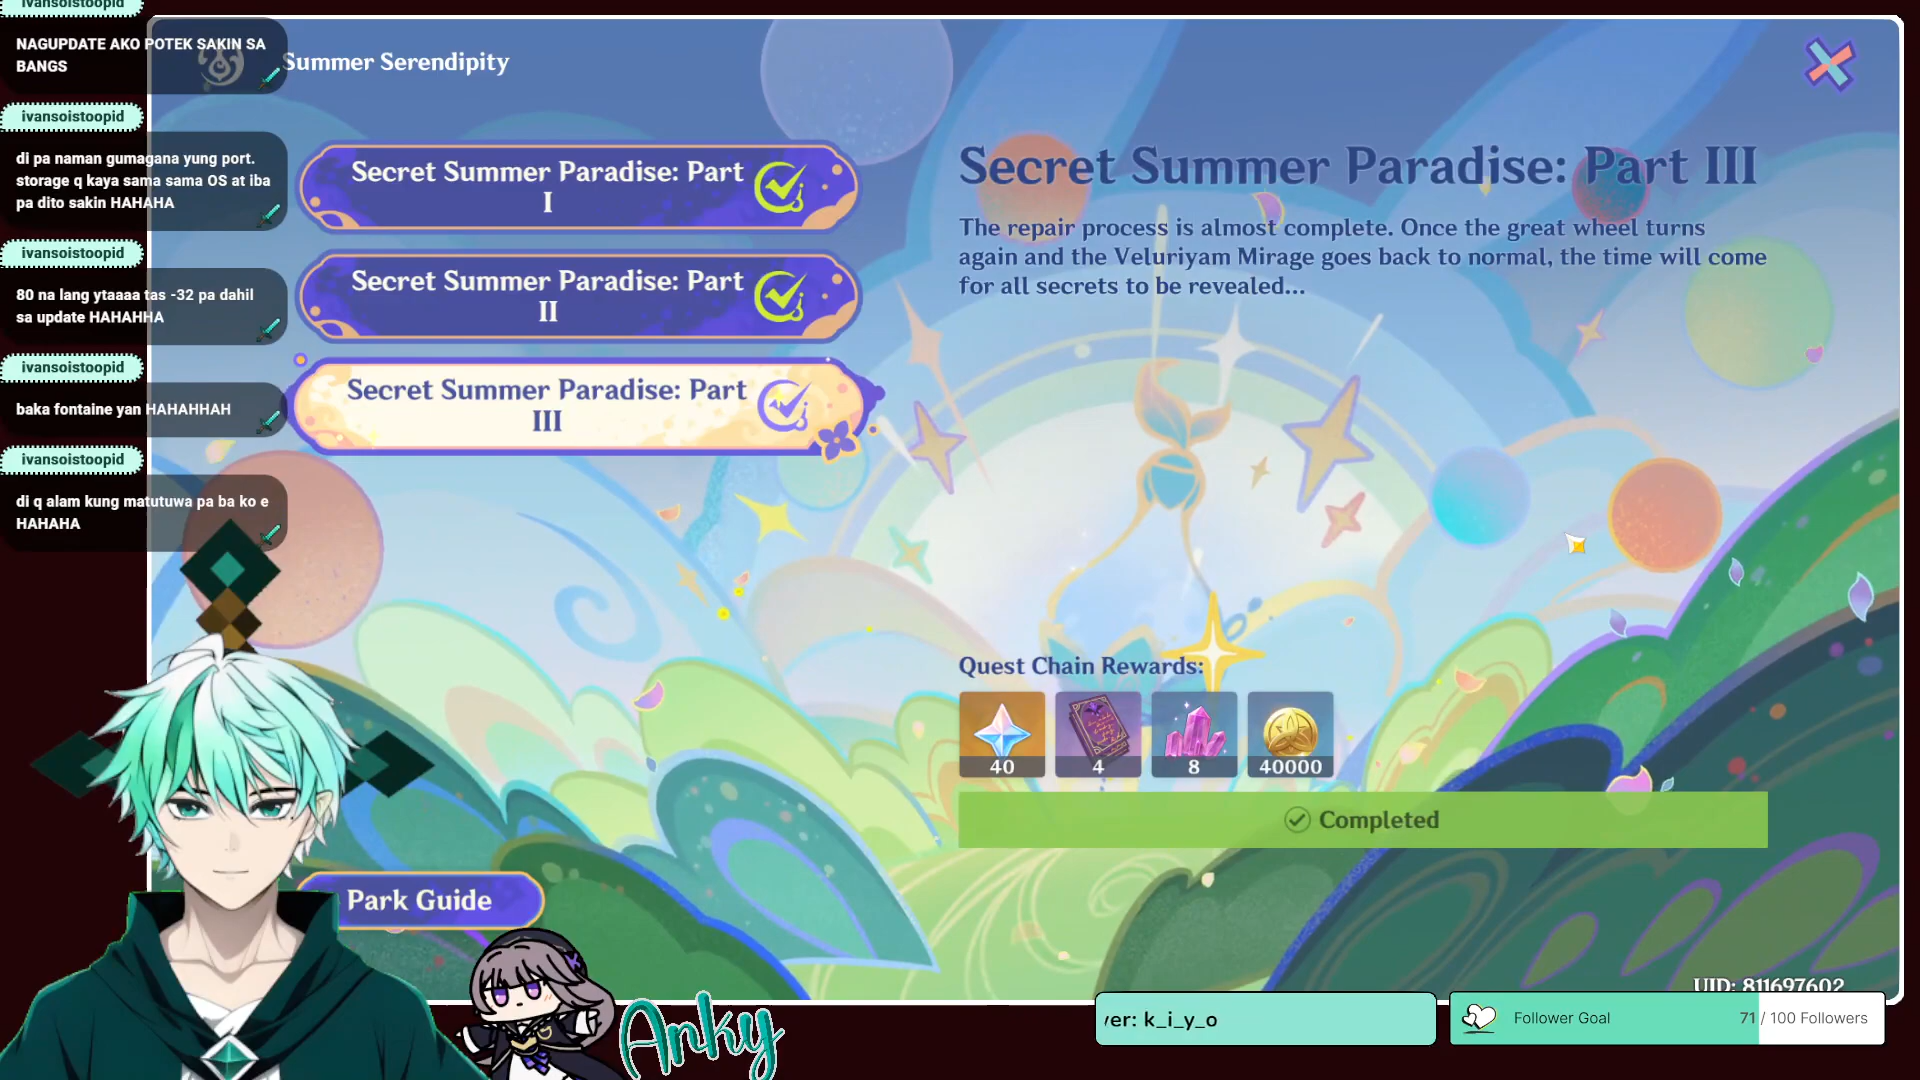 ivansoistoopid
NAGUPDATE AKO POTEK SAKIN SA
BANGS
ivansoistoopid
di pa naman gumagana yung port.
storage q kaya sama sama OS at iba
pa dito sakin HAHAHA
ivansoistoopid
80 na lang ytaaaa tas -32 pa dahil
sa update HAHAHHA
ivansoistoopid
baka fontaine yan HAHAHHAH
ivansoistoopid
di q alam kung matutuwa pa ba ko e
HAHAHA
Summer Serendipity
Secret Summer Paradise: Part
I
Secret Summer Paradise: Part
II
Secret Summer Paradise: Part
III
Park Guide
Secret Summer Paradise: Part III
The repair process is almost complete. Once the great wheel turns
again and the Veluriyam Mirage goes back to normal, the time will come
for all secrets to be revealed...
Quest Chain Rewards:
40
4
8
40000
Completed
UID: 811697602
Anky
ver: k_i_y_o
Follower Goal
71 / 100 Followers